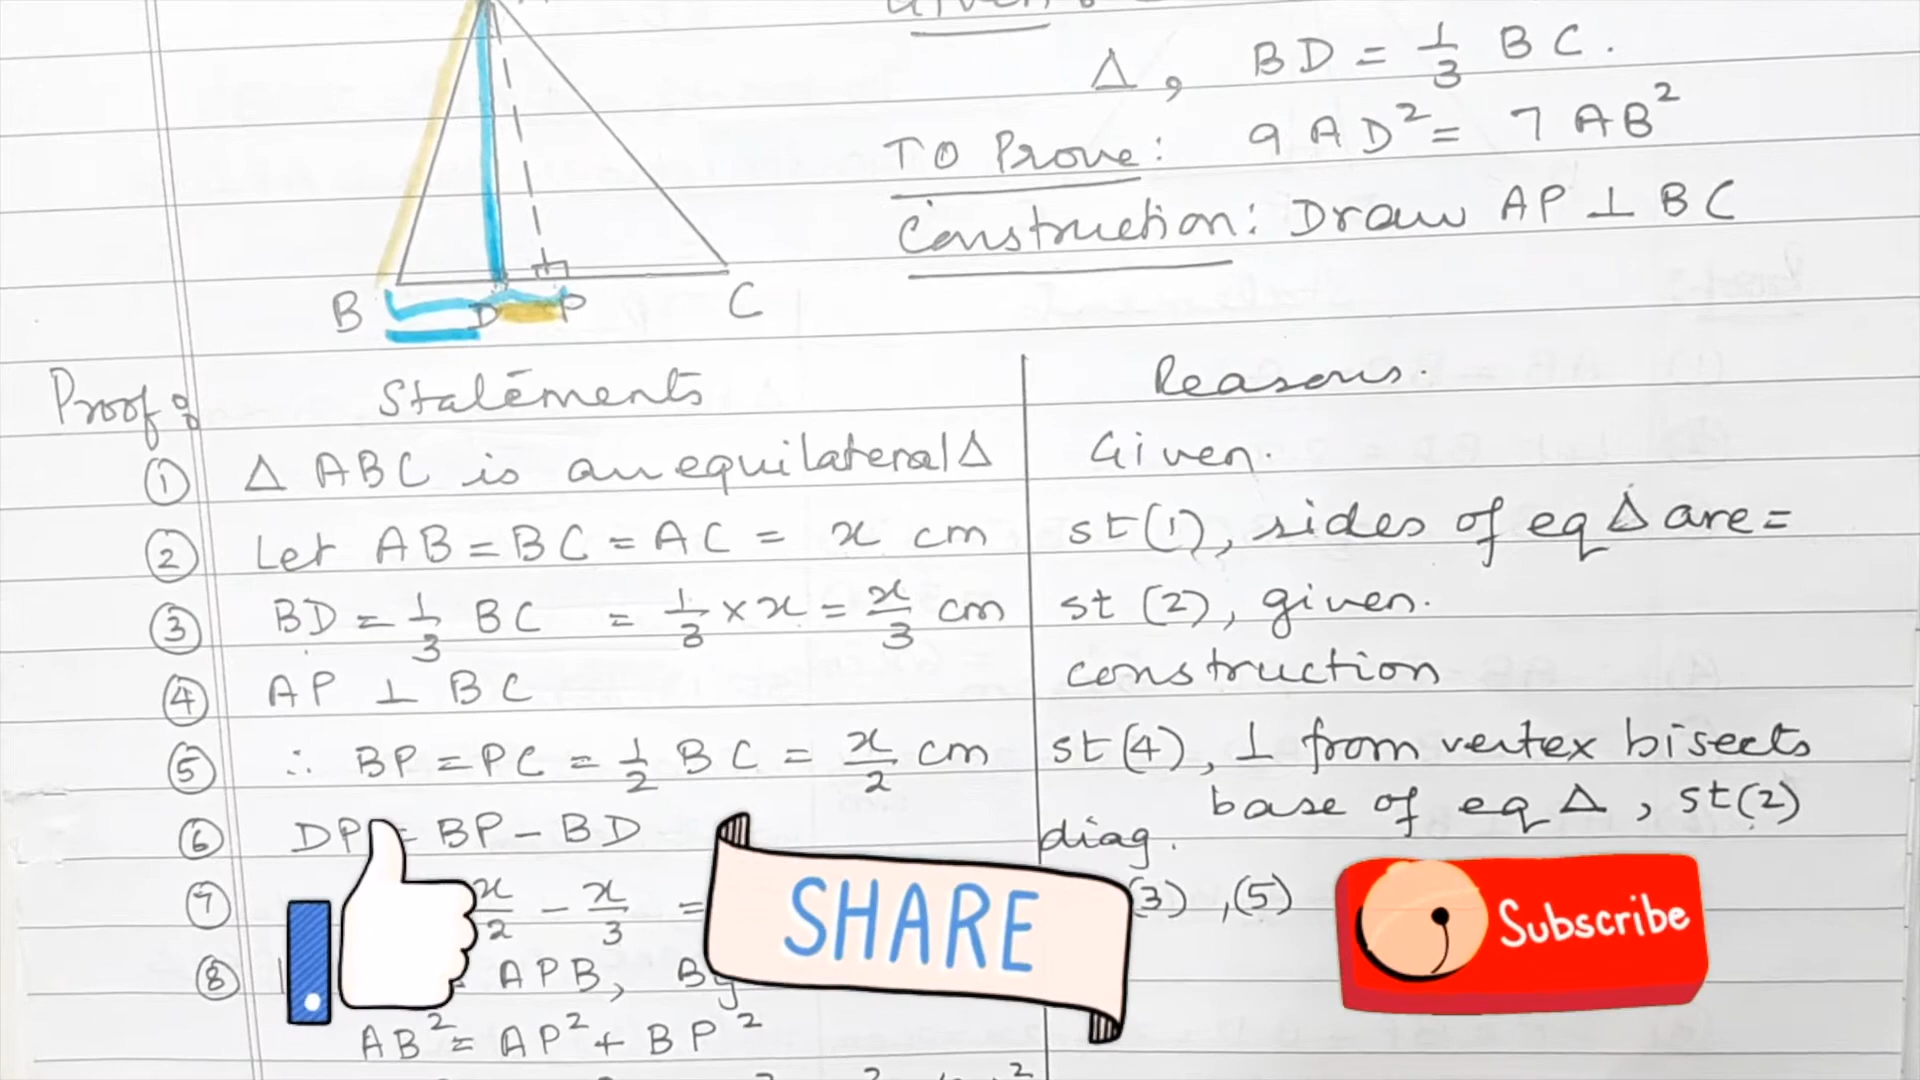 Given:
Δ, BD = 1/3 BC.
TO Prove: 9 AD² = 7 AB²
Construction: Draw AP ⊥ BC
B D P C
Proof: Statements Reasons.
① Δ ABC is an equilateral Δ Given.
② Let AB = BC = AC = x cm st(1), sides of eq Δ are =
③ BD = 1/3 BC = 1/3 × x = x/3 cm st (2), given.
④ AP ⊥ BC construction
⑤ ∴ BP = PC = 1/2 BC = x/2 cm st(4), ⊥ from vertex bisects
base of eq Δ, st(2)
⑥ DP = BP - BD diag.
⑦ x/2 - x/3 = (3), (5)
⑧ APB, By
AB² = AP² + BP²
SHARE
Subscribe